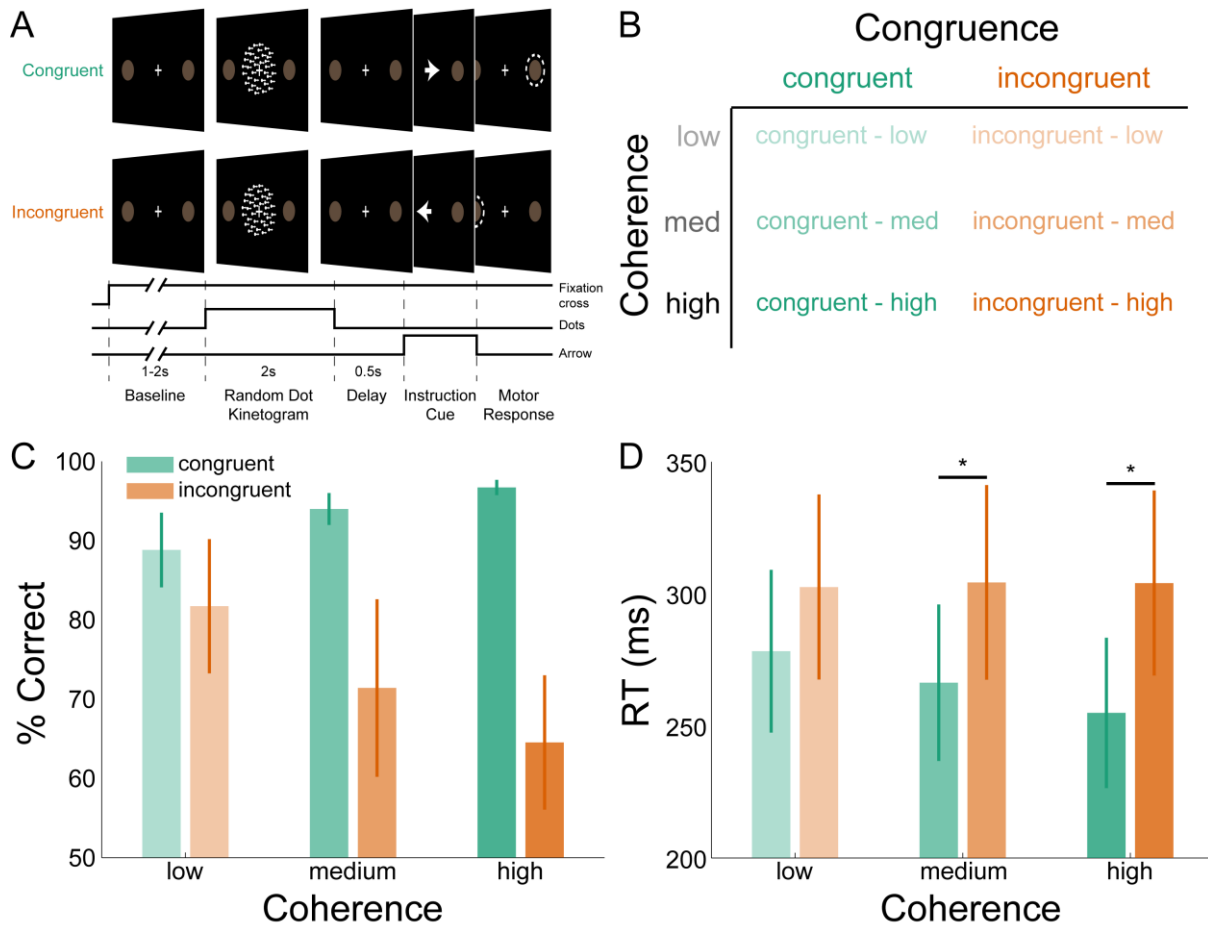 A
Congruent
Incongruent
Fixation
cross
Dots
Arrow
1-2s
2s
0.5s
Baseline
Random Dot
Kinetogram
Delay
Instruction
Cue
Motor
Response
B
Congruence
congruent incongruent
Coherence
low congruent - low incongruent - low
med congruent - med incongruent - med
high congruent - high incongruent - high
C
congruent
incongruent
% Correct
100
90
80
70
60
50
low medium high
Coherence
D
RT (ms)
350
300
250
200
* *
low medium high
Coherence